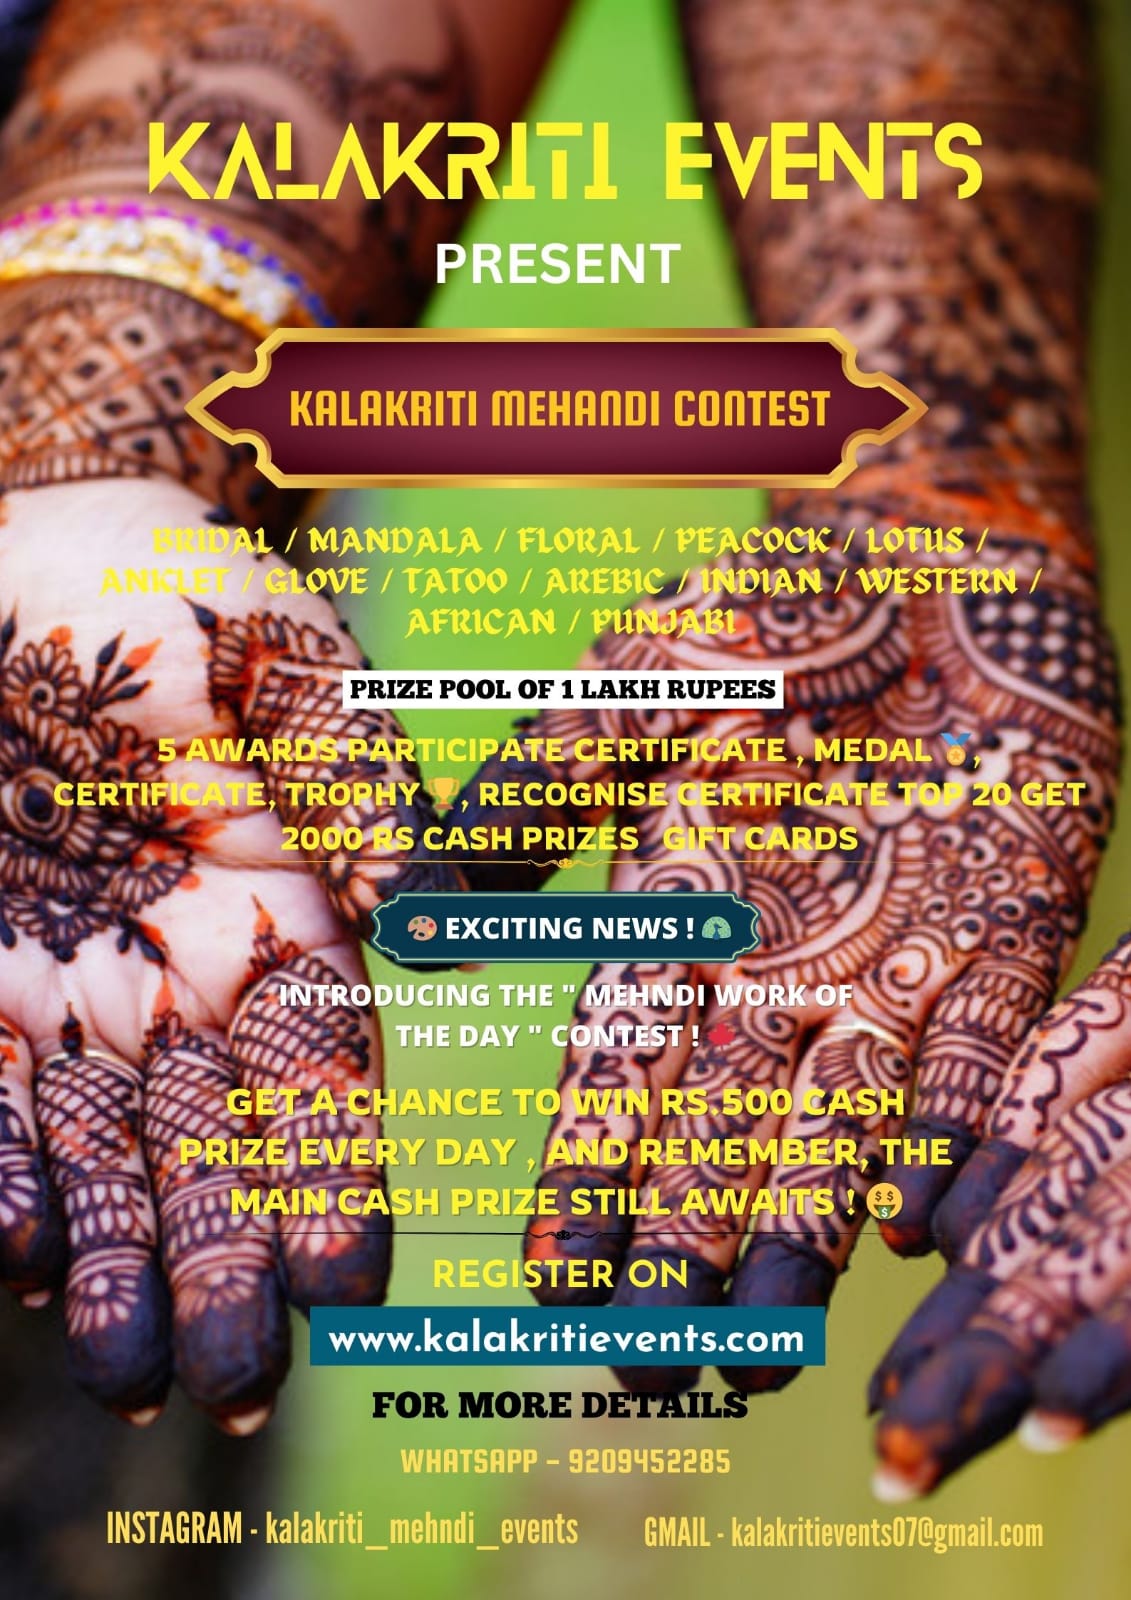 KALAKRITI EVENTS
PRESENT
KALAKRITI MEHANDI CONTEST
BRIDAL / MANDALA / FLORAL / PEACOCK / LOTUS /
ANKLET / GLOVE / TATOO / AREBIC / INDIAN / WESTERN /
AFRICAN / PUNJABI
PRIZE POOL OF 1 LAKH RUPEES
5 AWARDS PARTICIPATE CERTIFICATE , MEDAL🏅,
CERTIFICATE, TROPHY🏆, RECOGNISE CERTIFICATE TOP 20 GET
2000 RS CASH PRIZES GIFT CARDS
🎨 EXCITING NEWS ! 🦚
INTRODUCING THE " MEHNDI WORK OF
THE DAY " CONTEST ! 🍁
GET A CHANCE TO WIN RS.500 CASH
PRIZE EVERY DAY , AND REMEMBER, THE
MAIN CASH PRIZE STILL AWAITS ! 🤑
REGISTER ON
www.kalakritievents.com
FOR MORE DETAILS
WHATSAPP - 9209452285
INSTAGRAM - kalakriti_mehndi_events
GMAIL - kalakritievents07@gmail.com